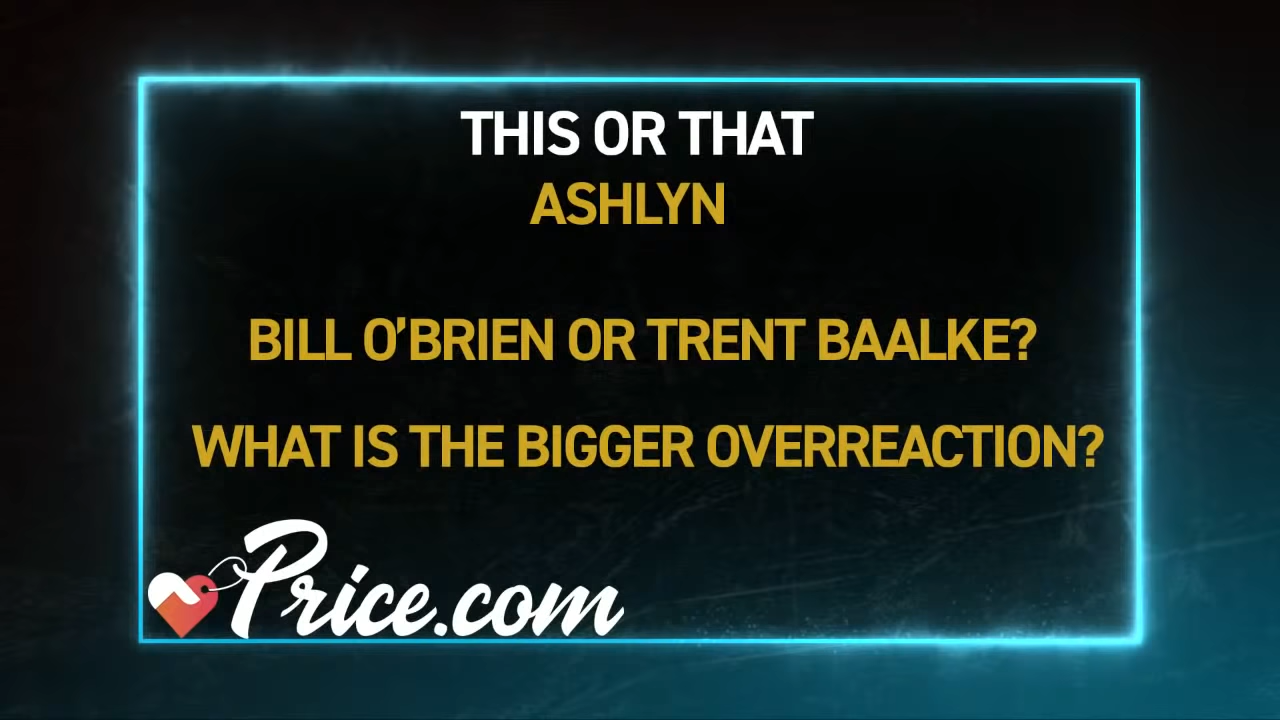 THIS OR THAT
ASHLYN
BILL O'BRIEN OR TRENT BAALKE?
WHAT IS THE BIGGER OVERREACTION?
Price.com